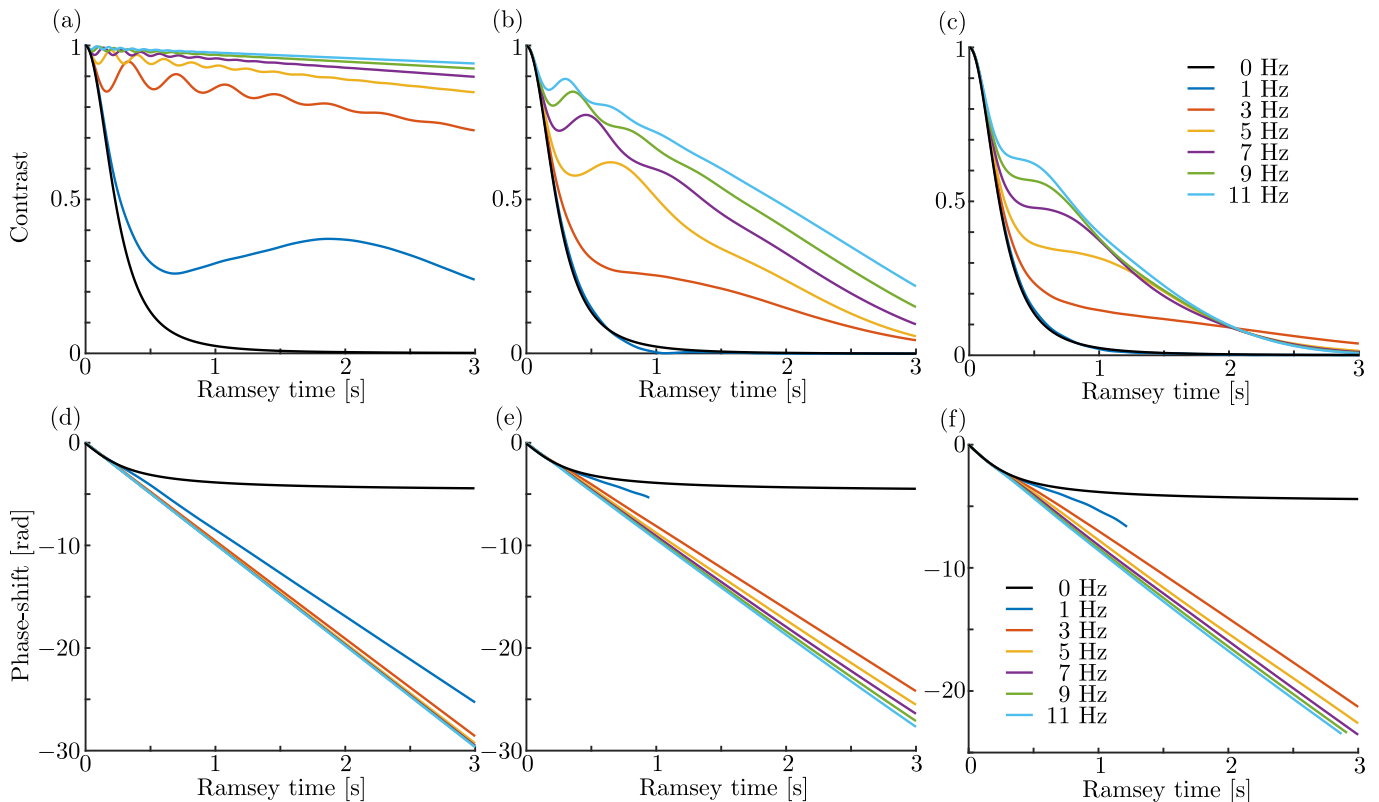 (a)
(b)
(c)
1
0.5
0
Contrast
0 1 2 3
Ramsey time [s]
1
0.5
0
0 1 2 3
Ramsey time [s]
1
0.5
0
0 1 2 3
Ramsey time [s]
0 Hz
1 Hz
3 Hz
5 Hz
7 Hz
9 Hz
11 Hz
(d)
(e)
(f)
0
−10
−20
−30
Phase-shift [rad]
0 1 2 3
Ramsey time [s]
0
−10
−20
−30
0 1 2 3
Ramsey time [s]
0
−10
−20
0 1 2 3
Ramsey time [s]
0 Hz
1 Hz
3 Hz
5 Hz
7 Hz
9 Hz
11 Hz